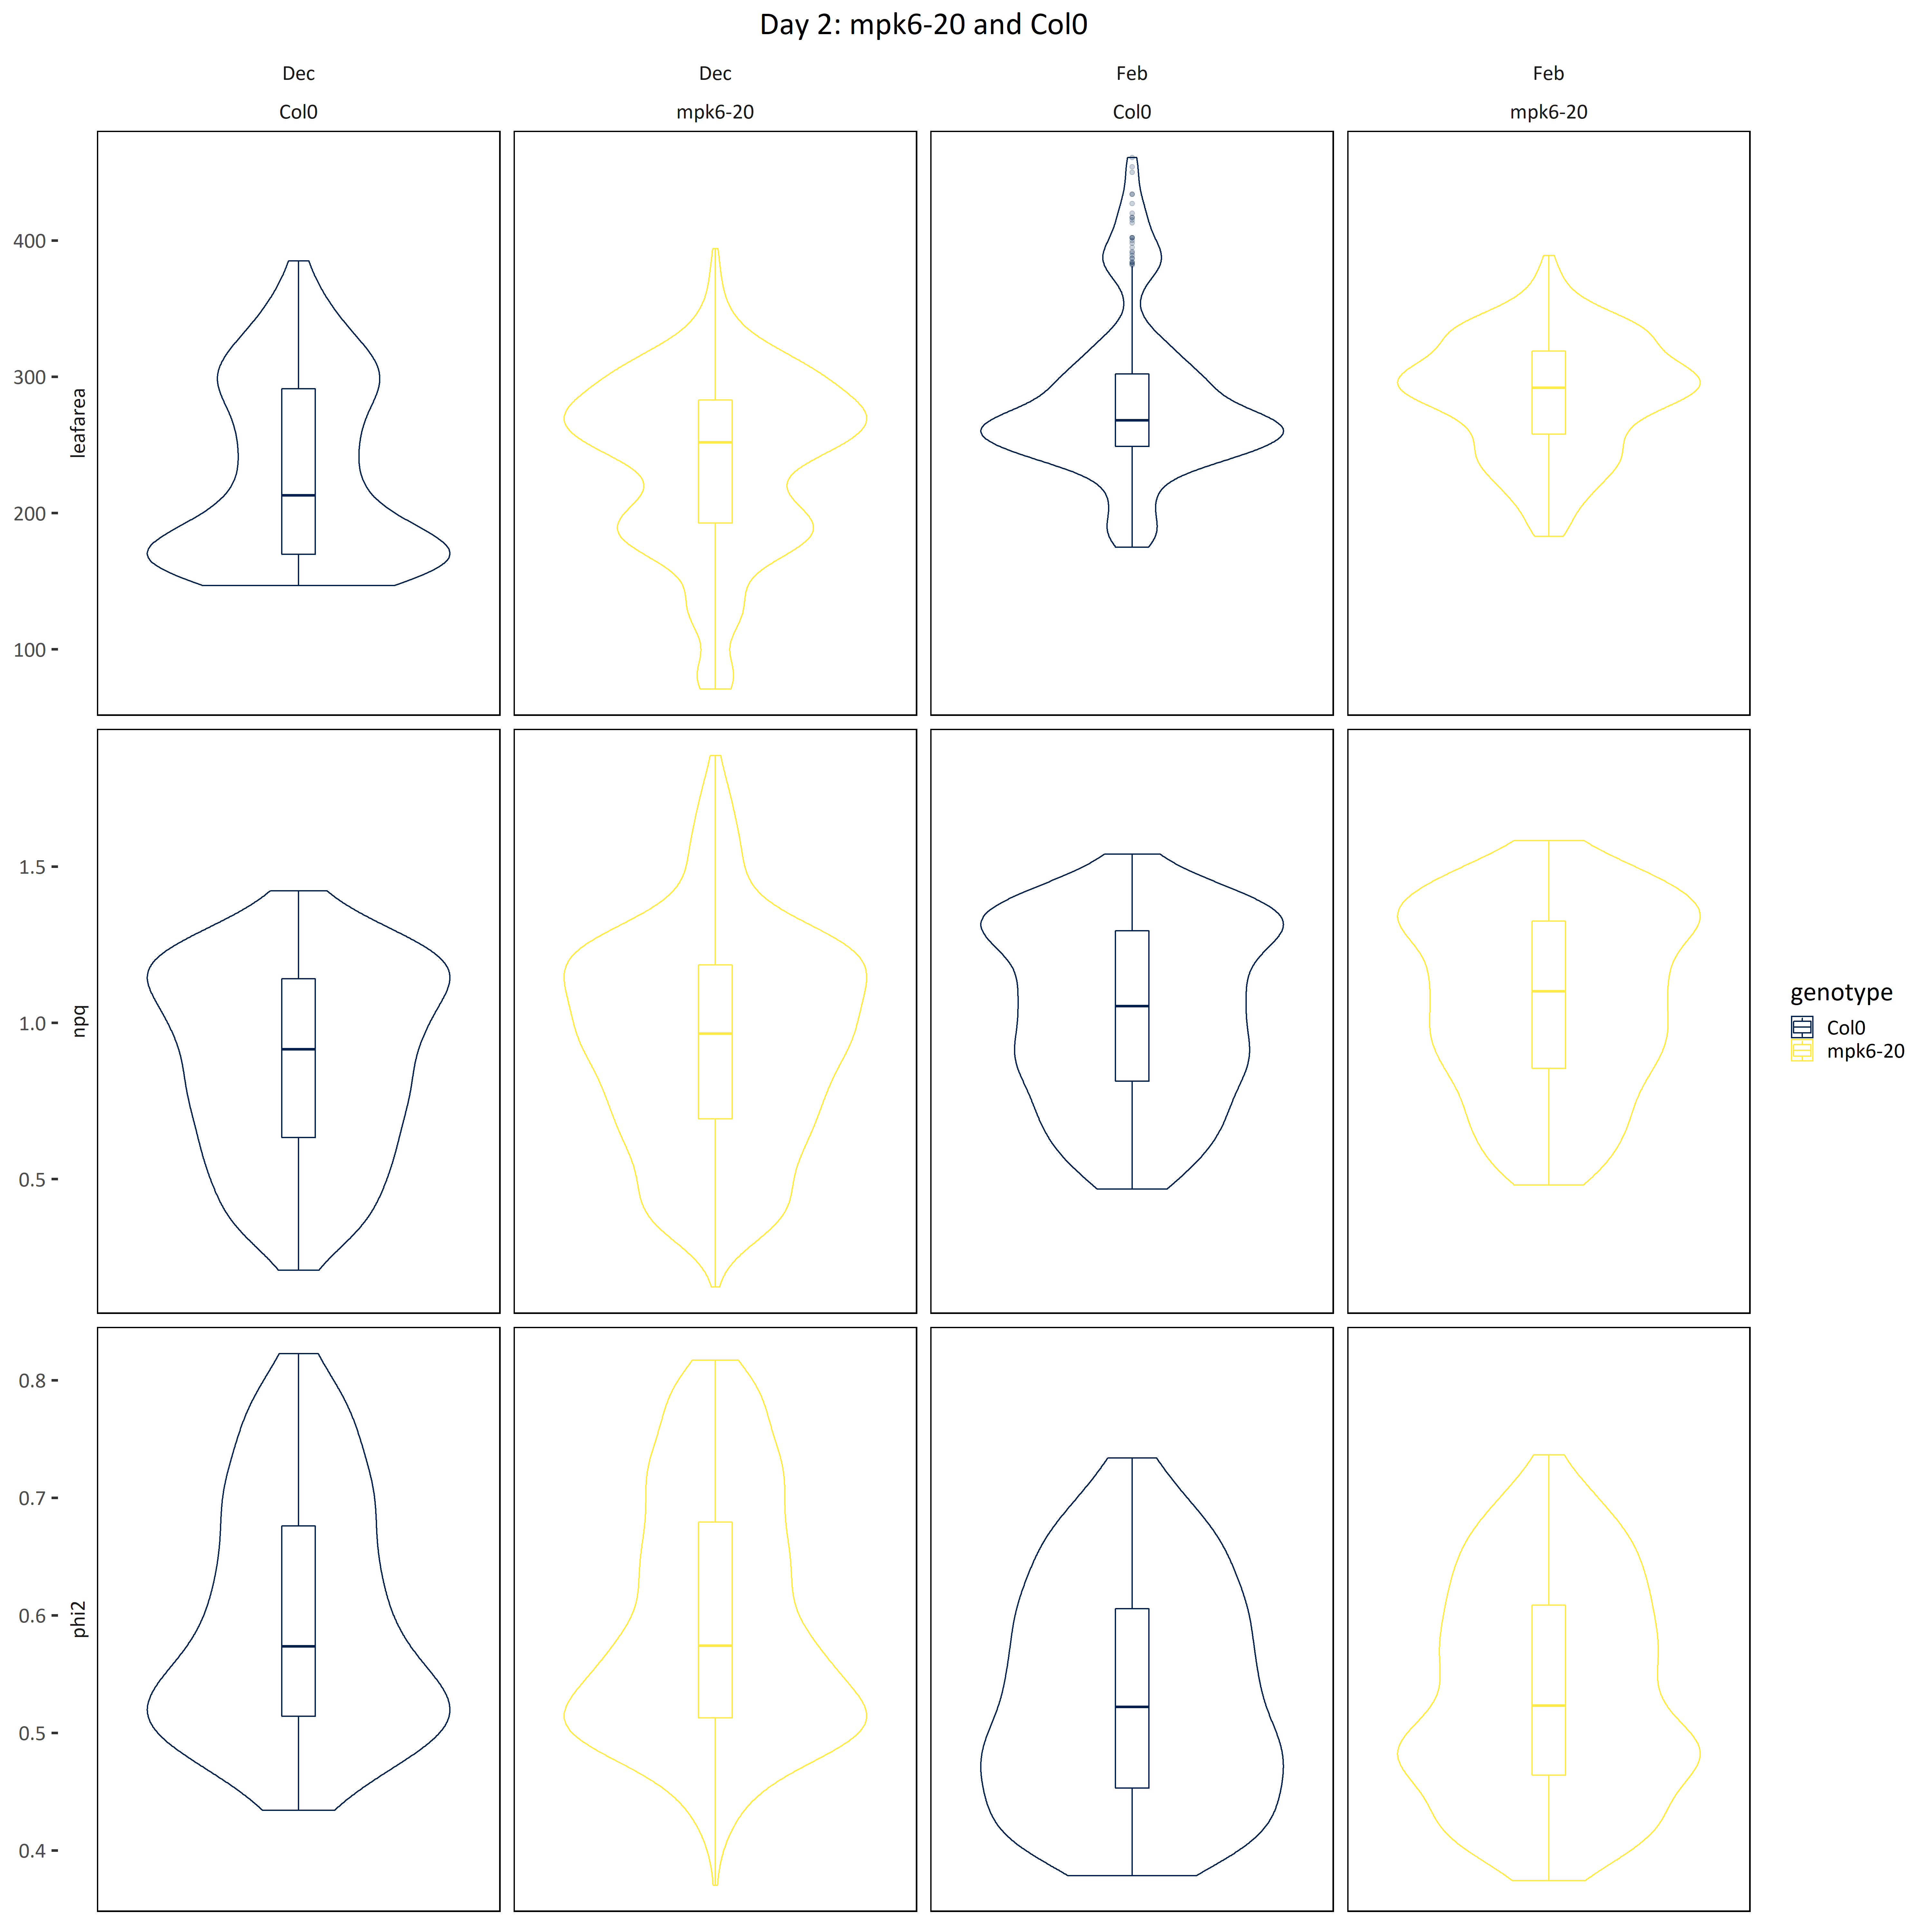 Day 2: mpk6-20 and Col0
Dec Dec Feb Feb
Col0 mpk6-20 Col0 mpk6-20
400
300
200
100
leafarea
1.5
1.0
0.5
npq
0.8
0.7
0.6
0.5
0.4
phi2
genotype
Col0
mpk6-20